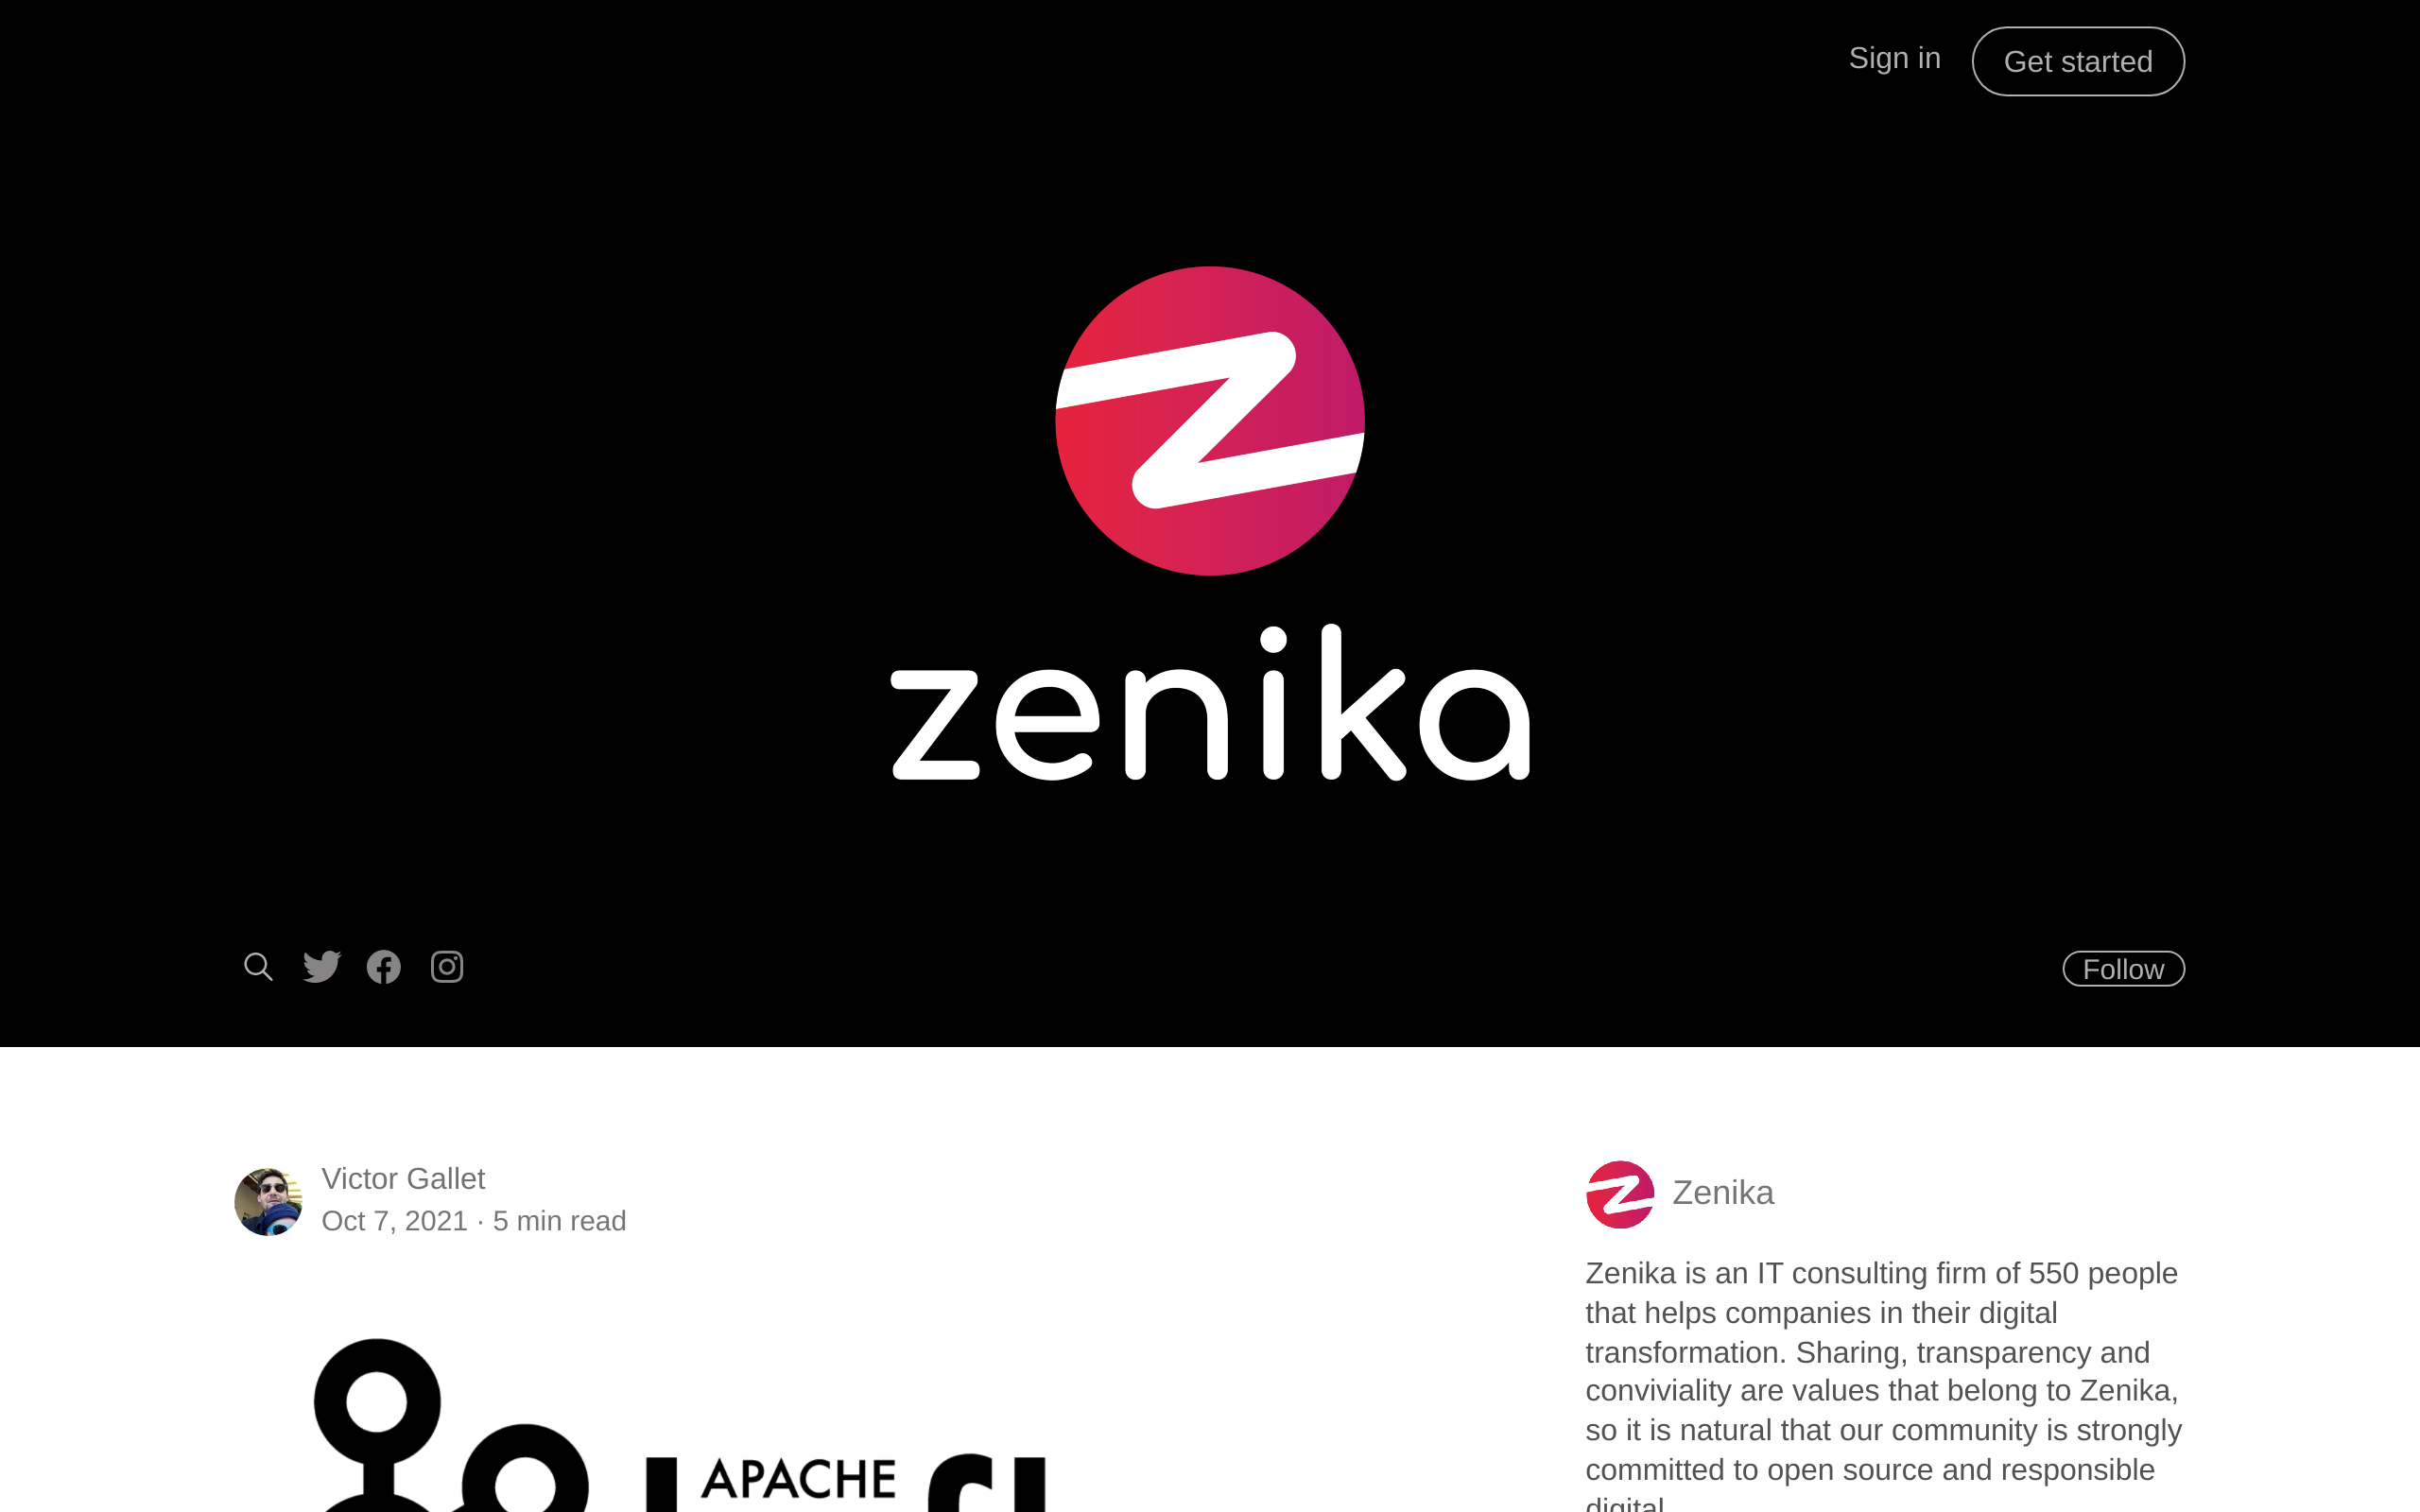 Sign in
Get started
zenika
Follow
Victor Gallet
Oct 7, 2021 · 5 min read
Zenika
Zenika is an IT consulting firm of 550 people
that helps companies in their digital
transformation. Sharing, transparency and
conviviality are values that belong to Zenika,
so it is natural that our community is strongly
committed to open source and responsible
digital.
APACHE